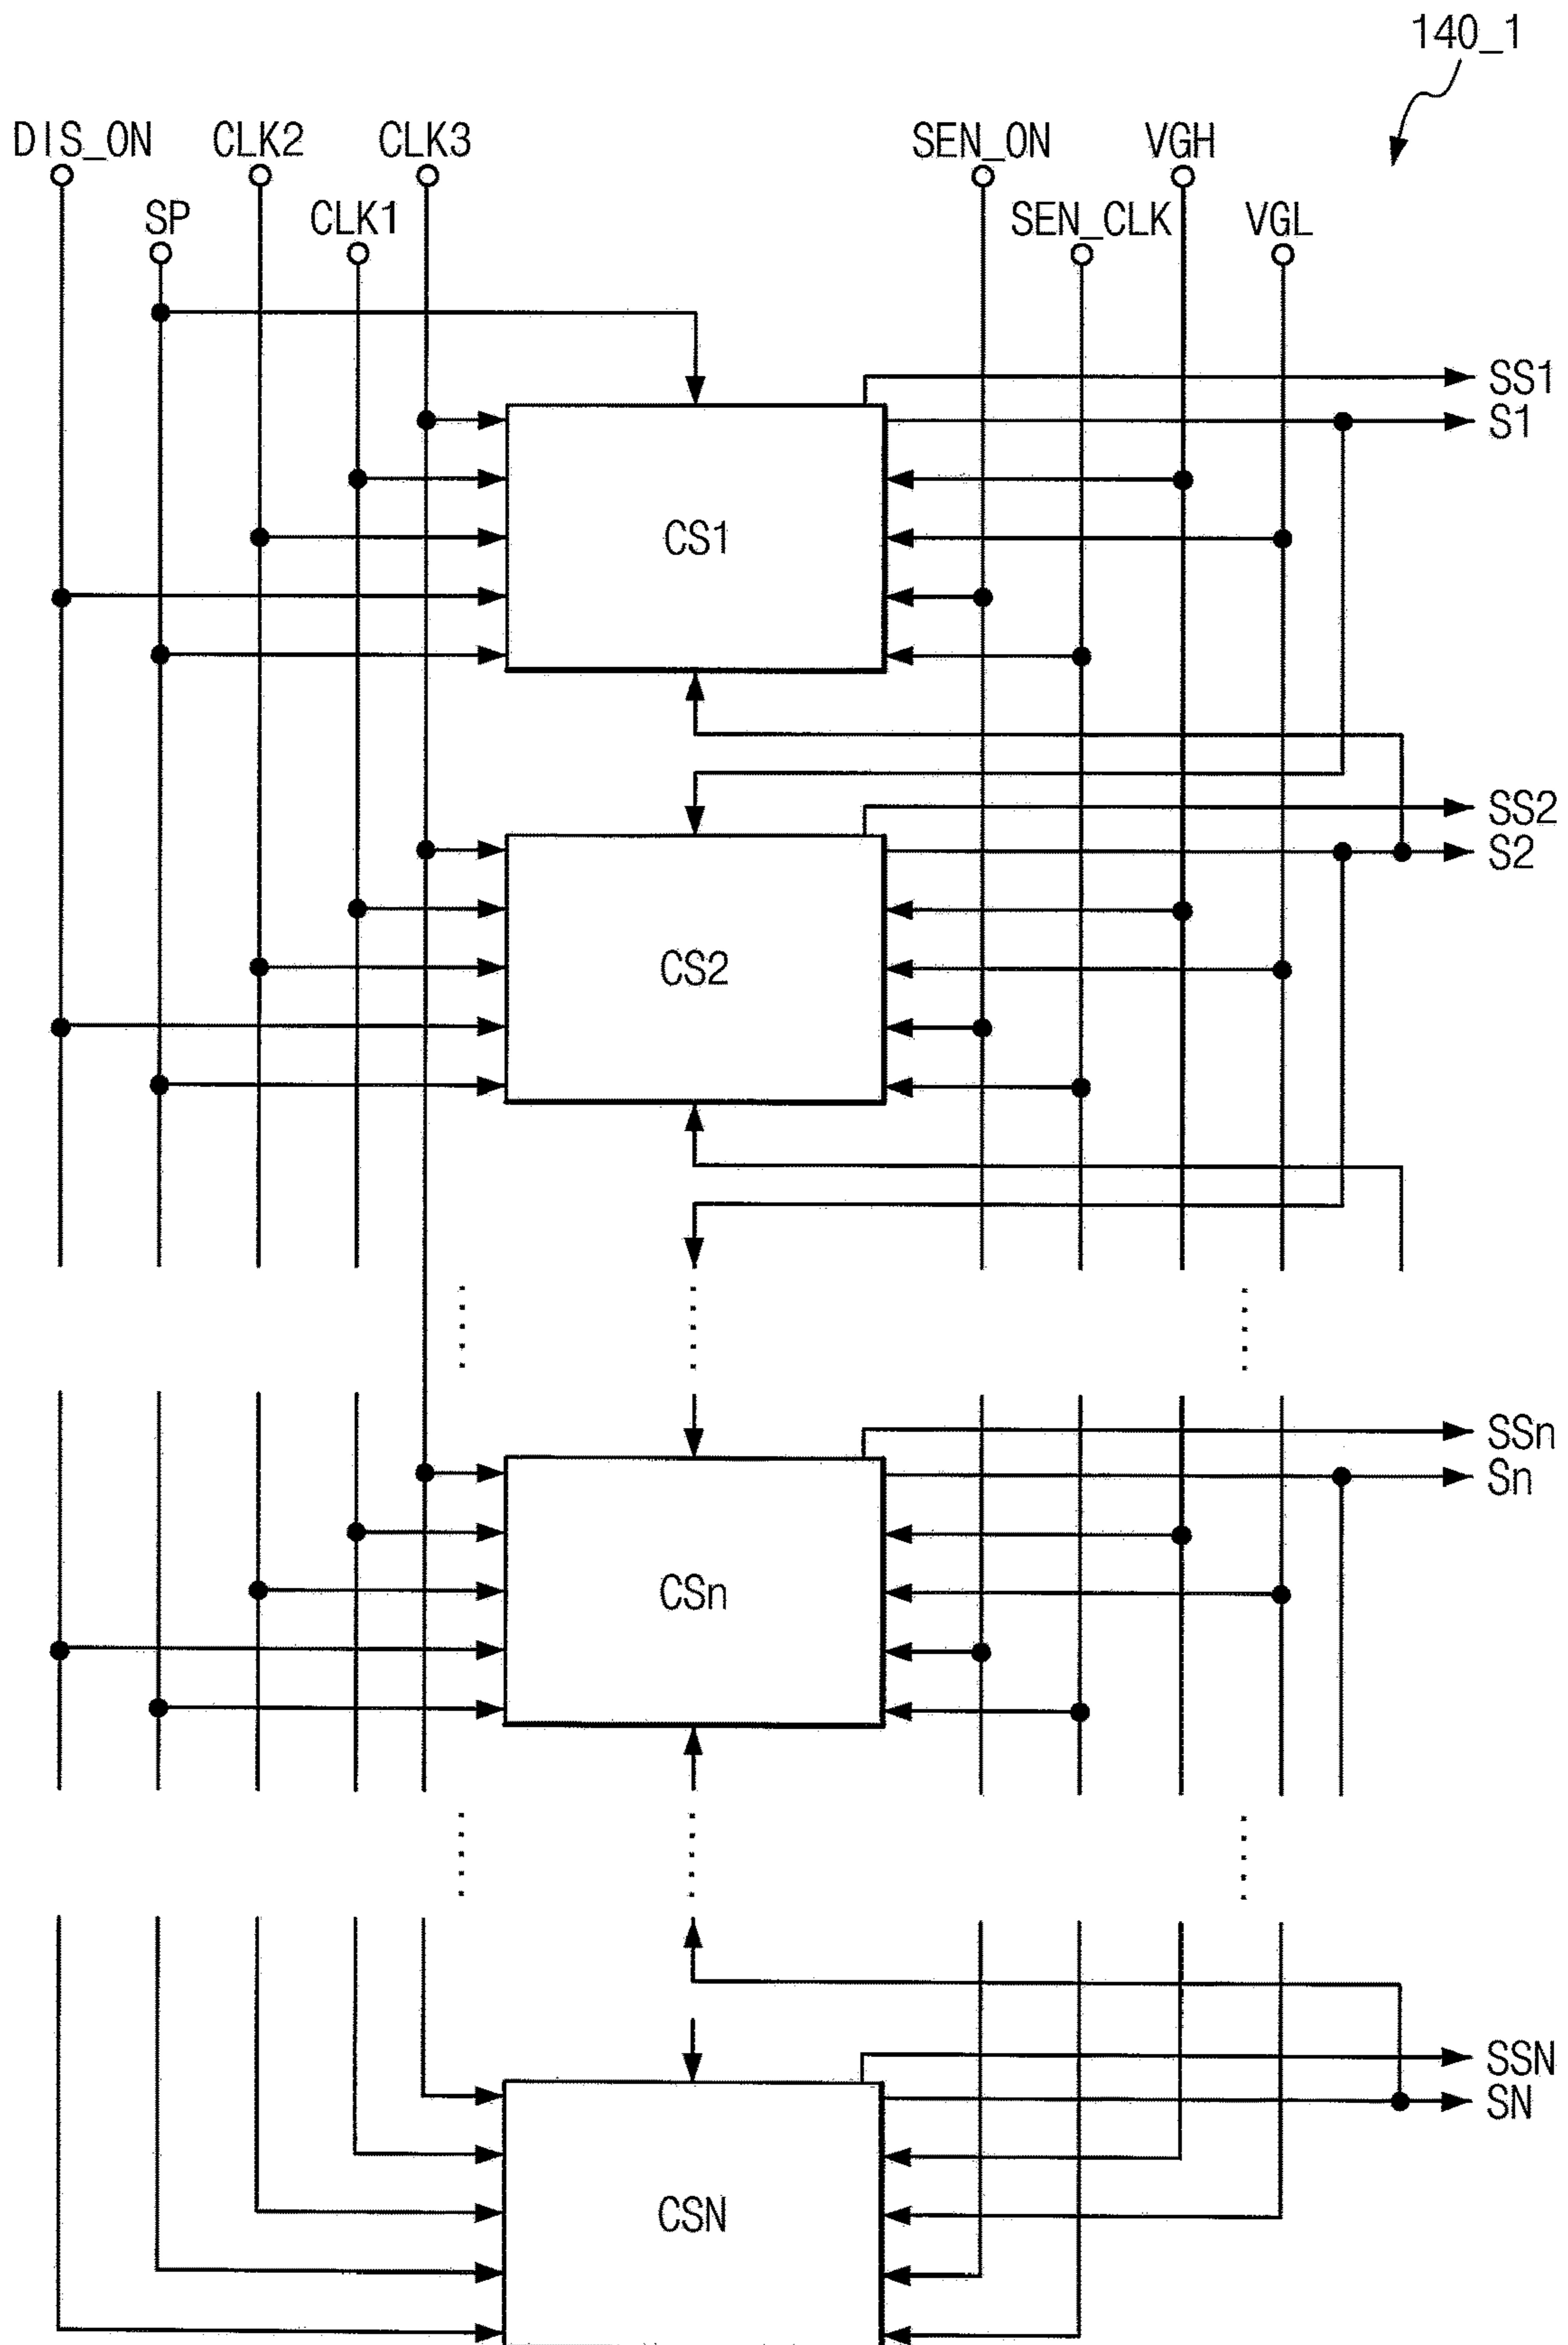 140_1
DIS_ON CLK2 CLK3 SEN_ON VGH
SP CLK1 SEN_CLK VGL
SS1
S1
CS1
SS2
S2
CS2
SSn
Sn
CSn
SSN
SN
CSN